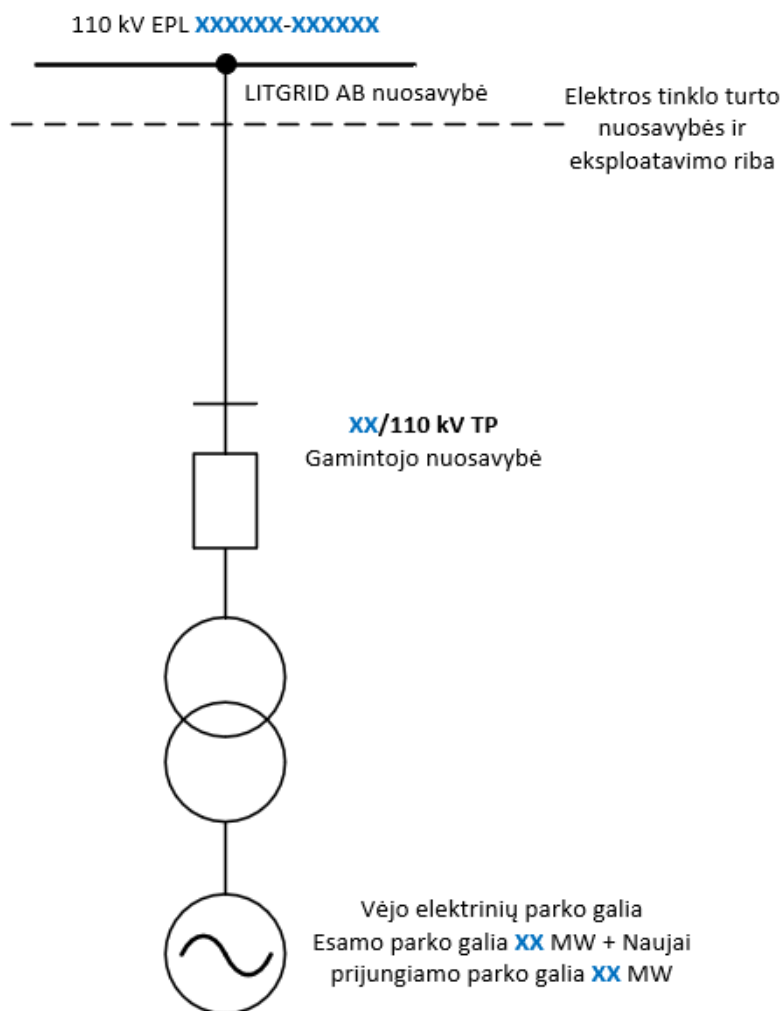 110 kV EPL XXXXXX-XXXXXX
LITGRID AB nuosavybė
Elektros tinklo turto
nuosavybės ir
eksploatavimo riba
XX/110 kV TP
Gamintojo nuosavybė
Vėjo elektrinių parko galia
Esamo parko galia XX MW + Naujai
prijungiamo parko galia XX MW